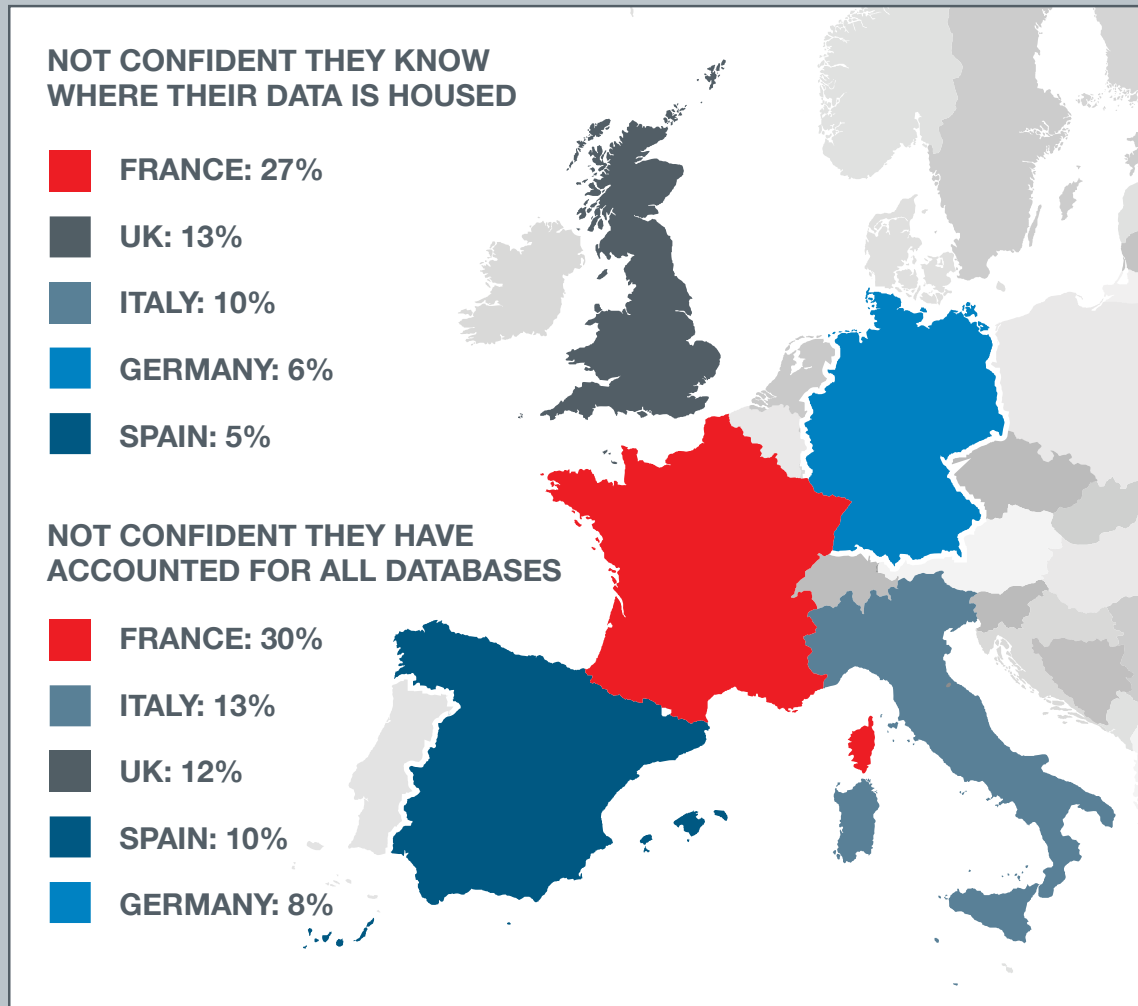 NOT CONFIDENT THEY KNOW
WHERE THEIR DATA IS HOUSED
FRANCE: 27%
UK: 13%
ITALY: 10%
GERMANY: 6%
SPAIN: 5%
NOT CONFIDENT THEY HAVE
ACCOUNTED FOR ALL DATABASES
FRANCE: 30%
ITALY: 13%
UK: 12%
SPAIN: 10%
GERMANY: 8%